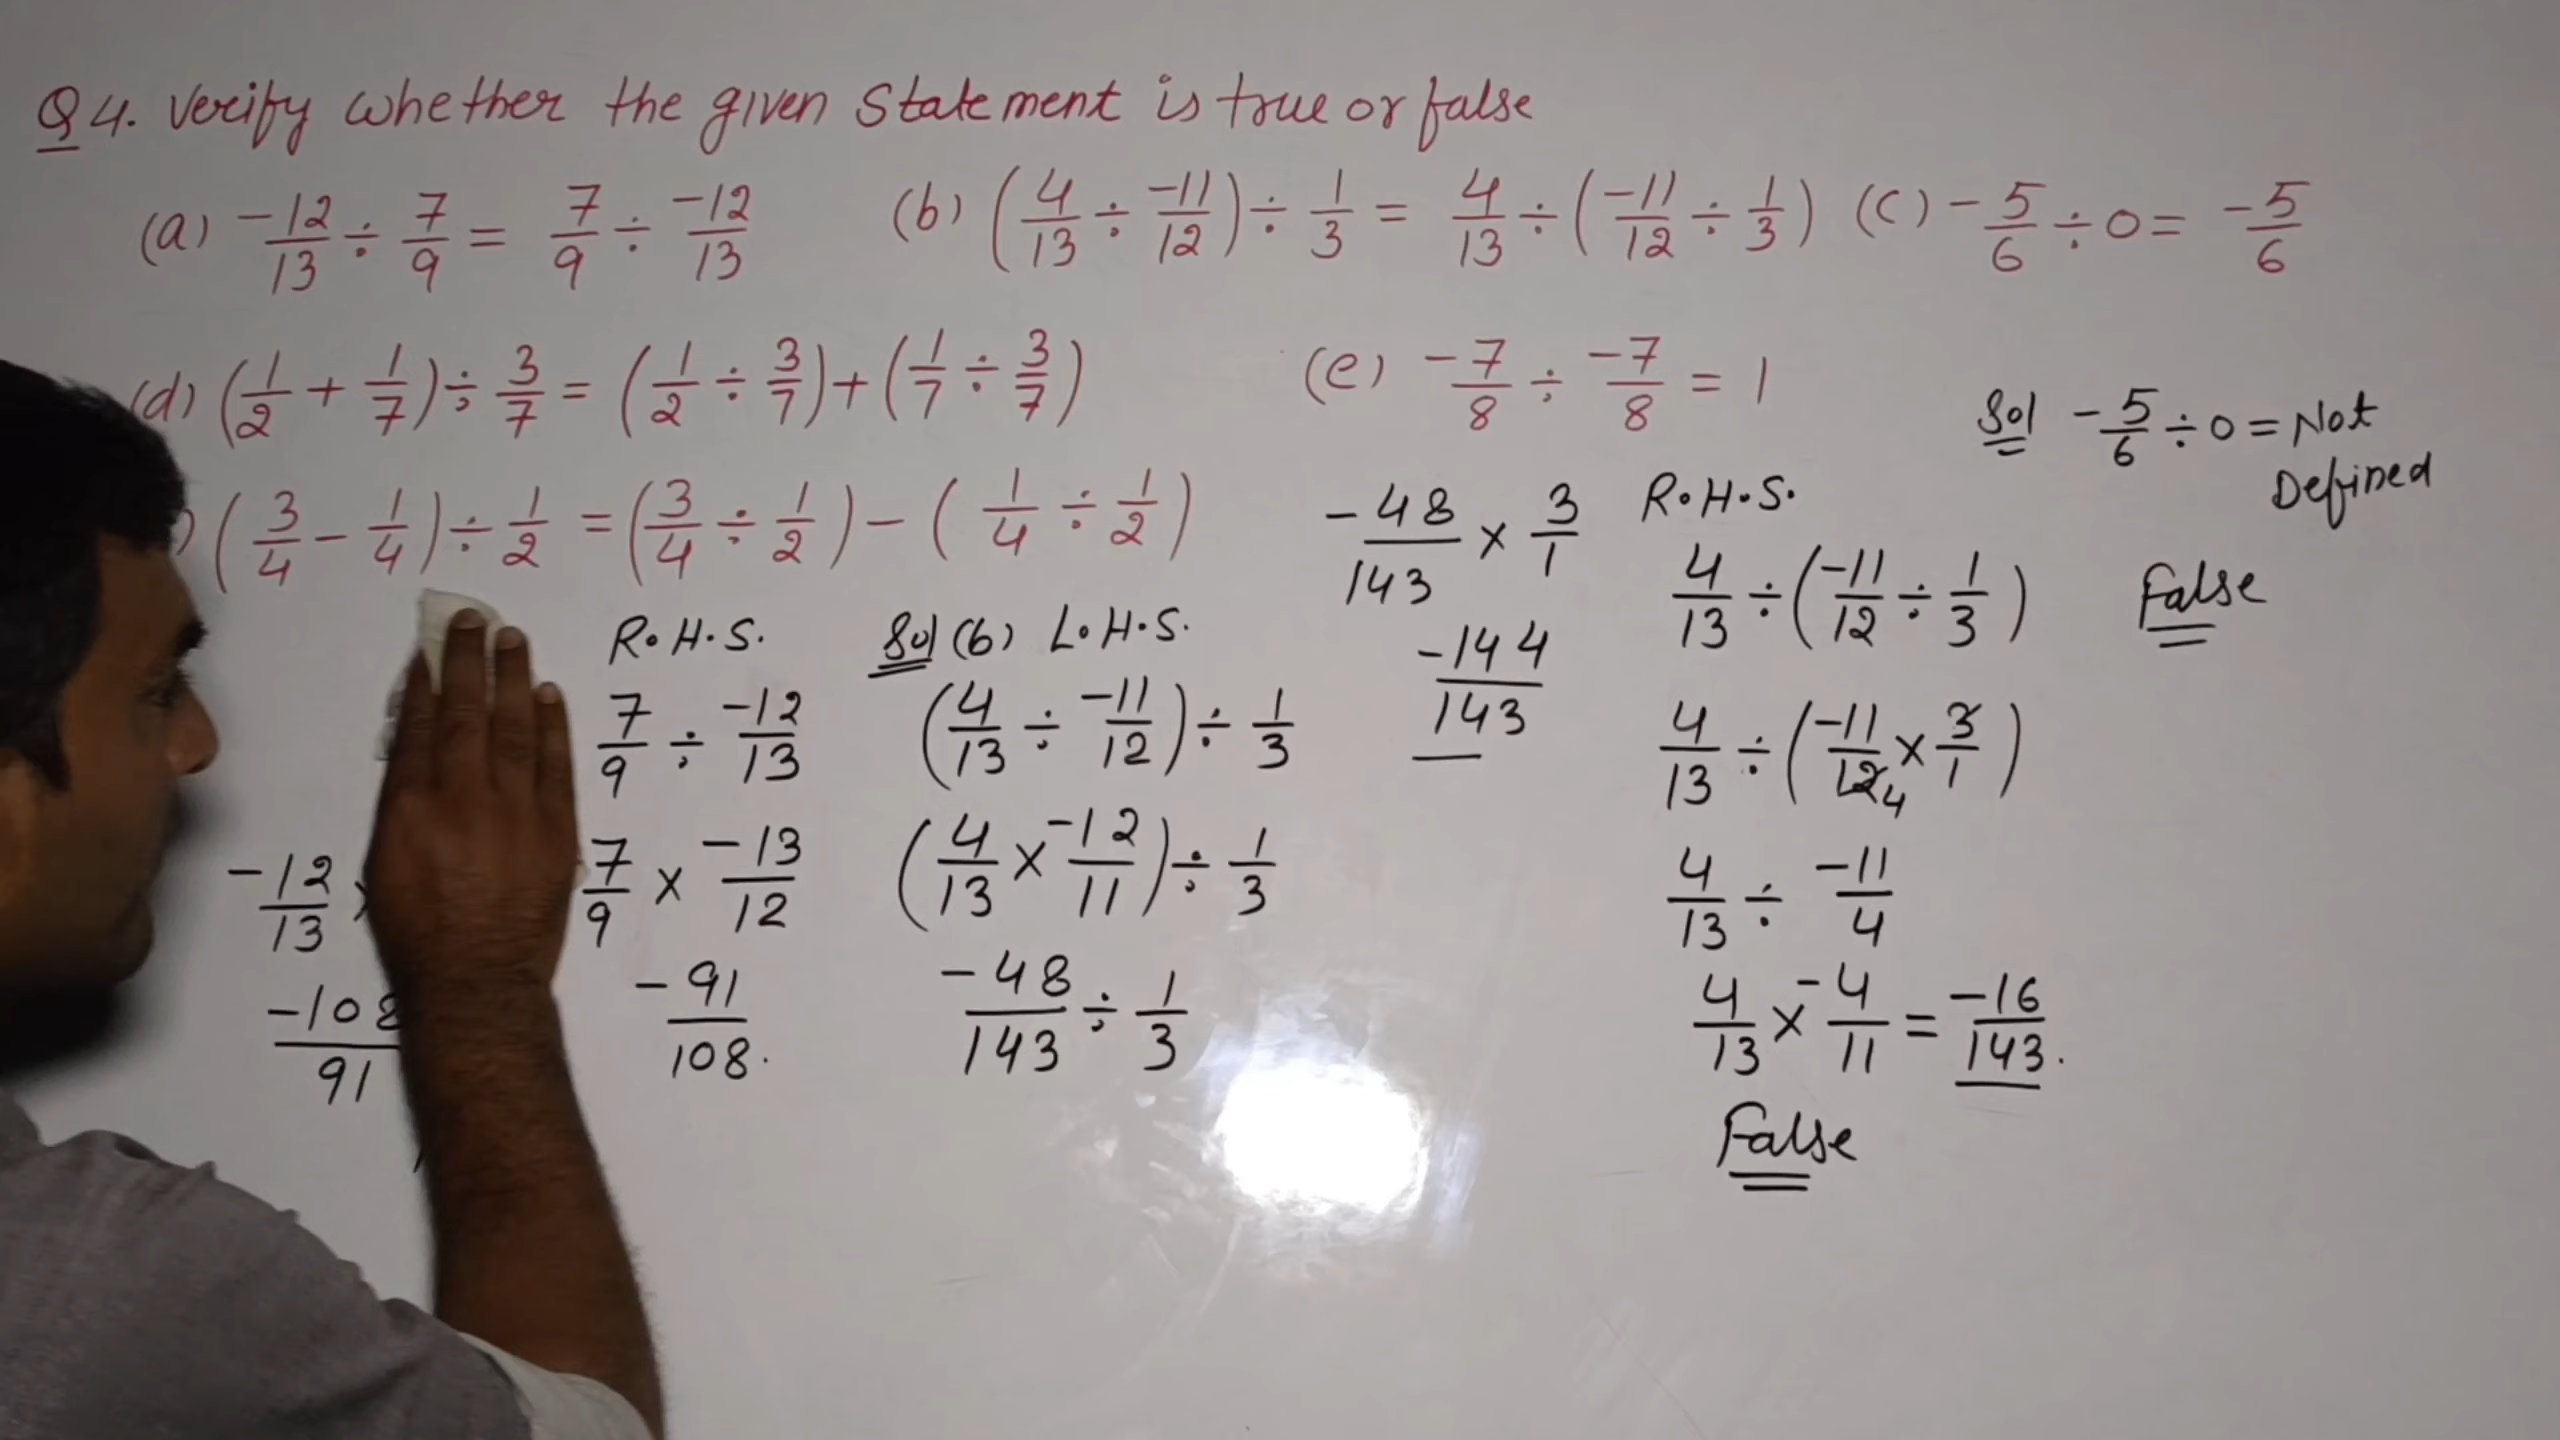 Q4. Verify whether the given Statement is true or false
(a) -12/13 ÷ 7/9 = 7/9 ÷ -12/13 (b) (4/13 ÷ -11/12) ÷ 1/3 = 4/13 ÷ (-11/12 ÷ 1/3) (c) -5/6 ÷ 0 = -5/6
(d) (1/2 + 1/7) ÷ 3/7 = (1/2 ÷ 3/7) + (1/7 ÷ 3/7) (e) -7/8 ÷ -7/8 = 1
) (3/4 - 1/4) ÷ 1/2 = (3/4 ÷ 1/2) - (1/4 ÷ 1/2)
-12/13 ×
-108/91
R.H.S.
7/9 ÷ -12/13
7/9 × -13/12
-91/108.
Sol (b) L.H.S.
(4/13 ÷ -11/12) ÷ 1/3
(4/13 × -12/11) ÷ 1/3
-48/143 ÷ 1/3
-48/143 × 3/1
-144/143
R.H.S.
4/13 ÷ (-11/12 ÷ 1/3)
4/13 ÷ (-11/12 4 × 3/1)
4/13 ÷ -11/4
4/13 × -4/11 = -16/143.
False
Sol -5/6 ÷ 0 = Not
Defined
False